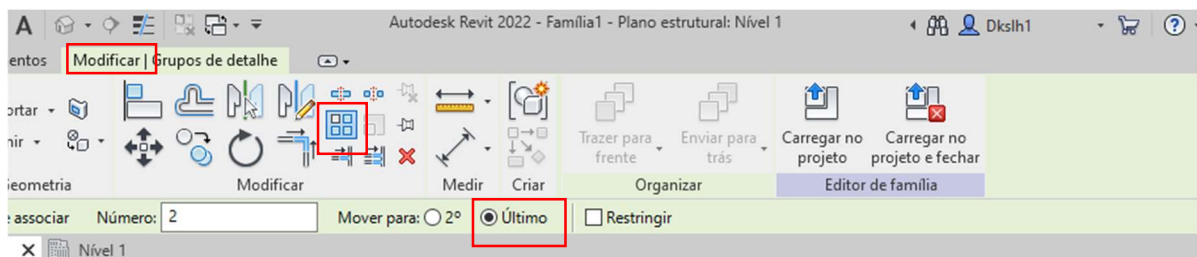 Autodesk Revit 2022 - Família1 - Plano estrutural: Nível 1
Dkslh1
entos Modificar | Grupos de detalhe
ortar
Trazer para frente
Enviar para trás
Carregar no projeto
Carregar no projeto e fechar
nir
eometria Modificar Medir Criar Organizar Editor de família
e associar Número: 2 Mover para: 2º Último Restringir
Nível 1